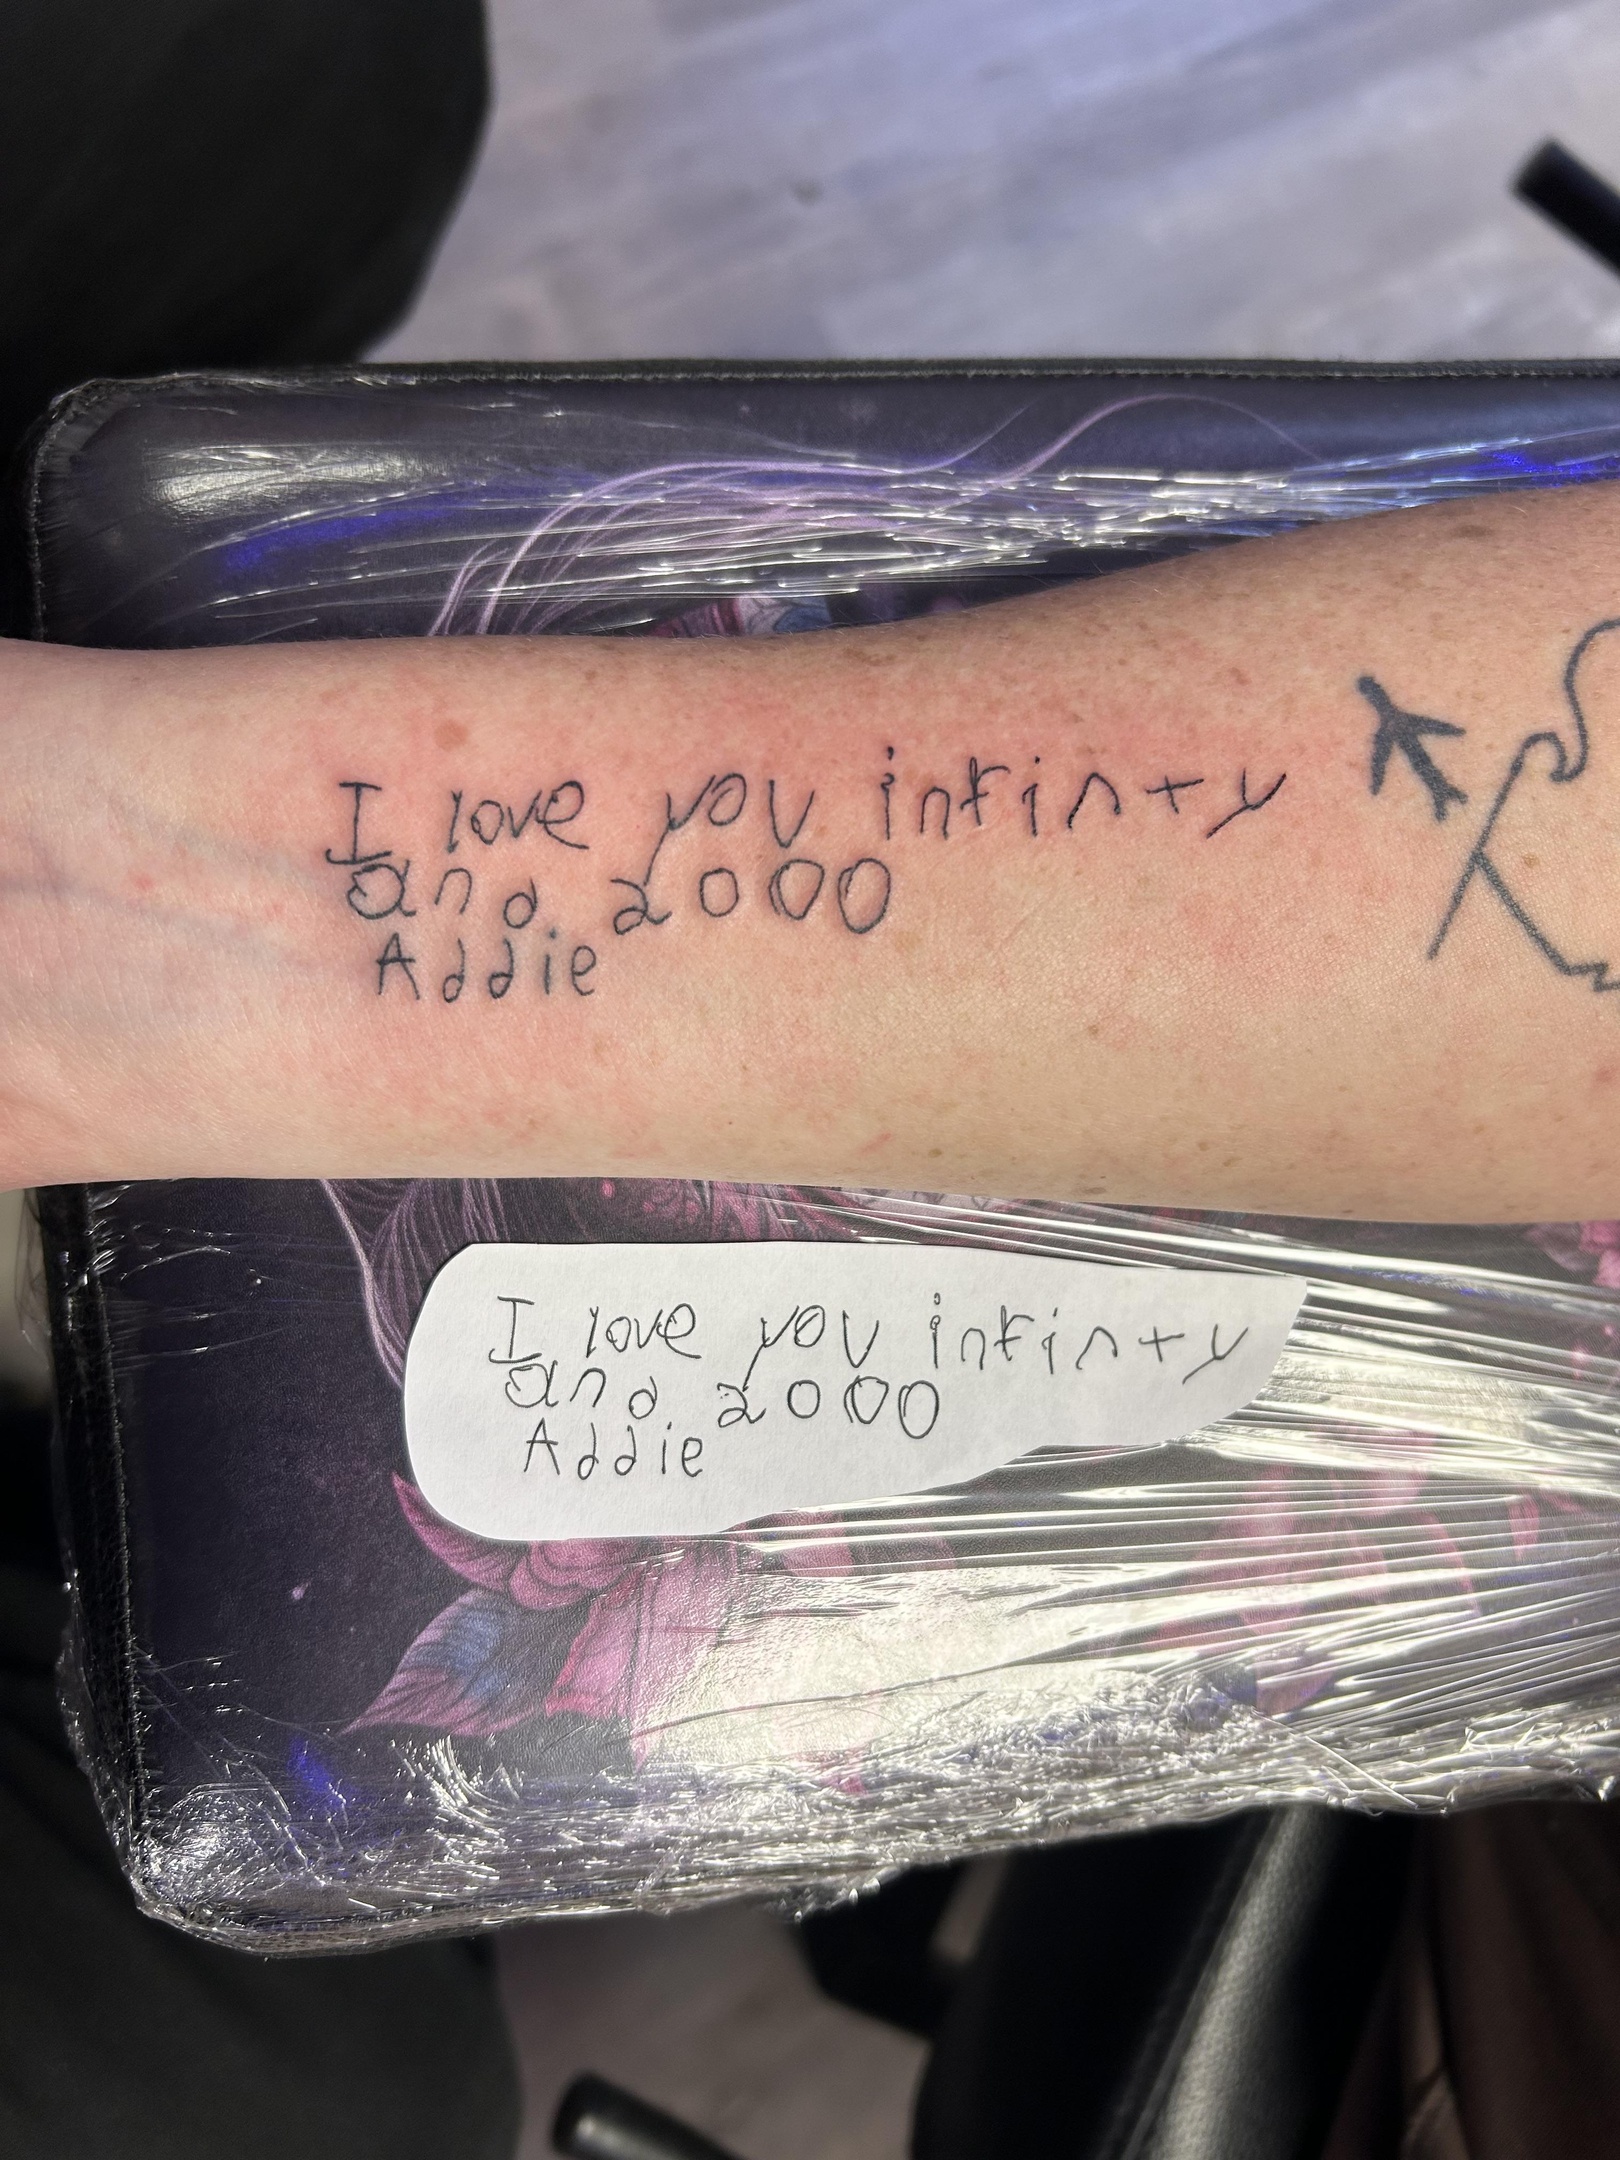 I love you infinty
and 2000
Addie
I love you infinty
and 2000
Addie